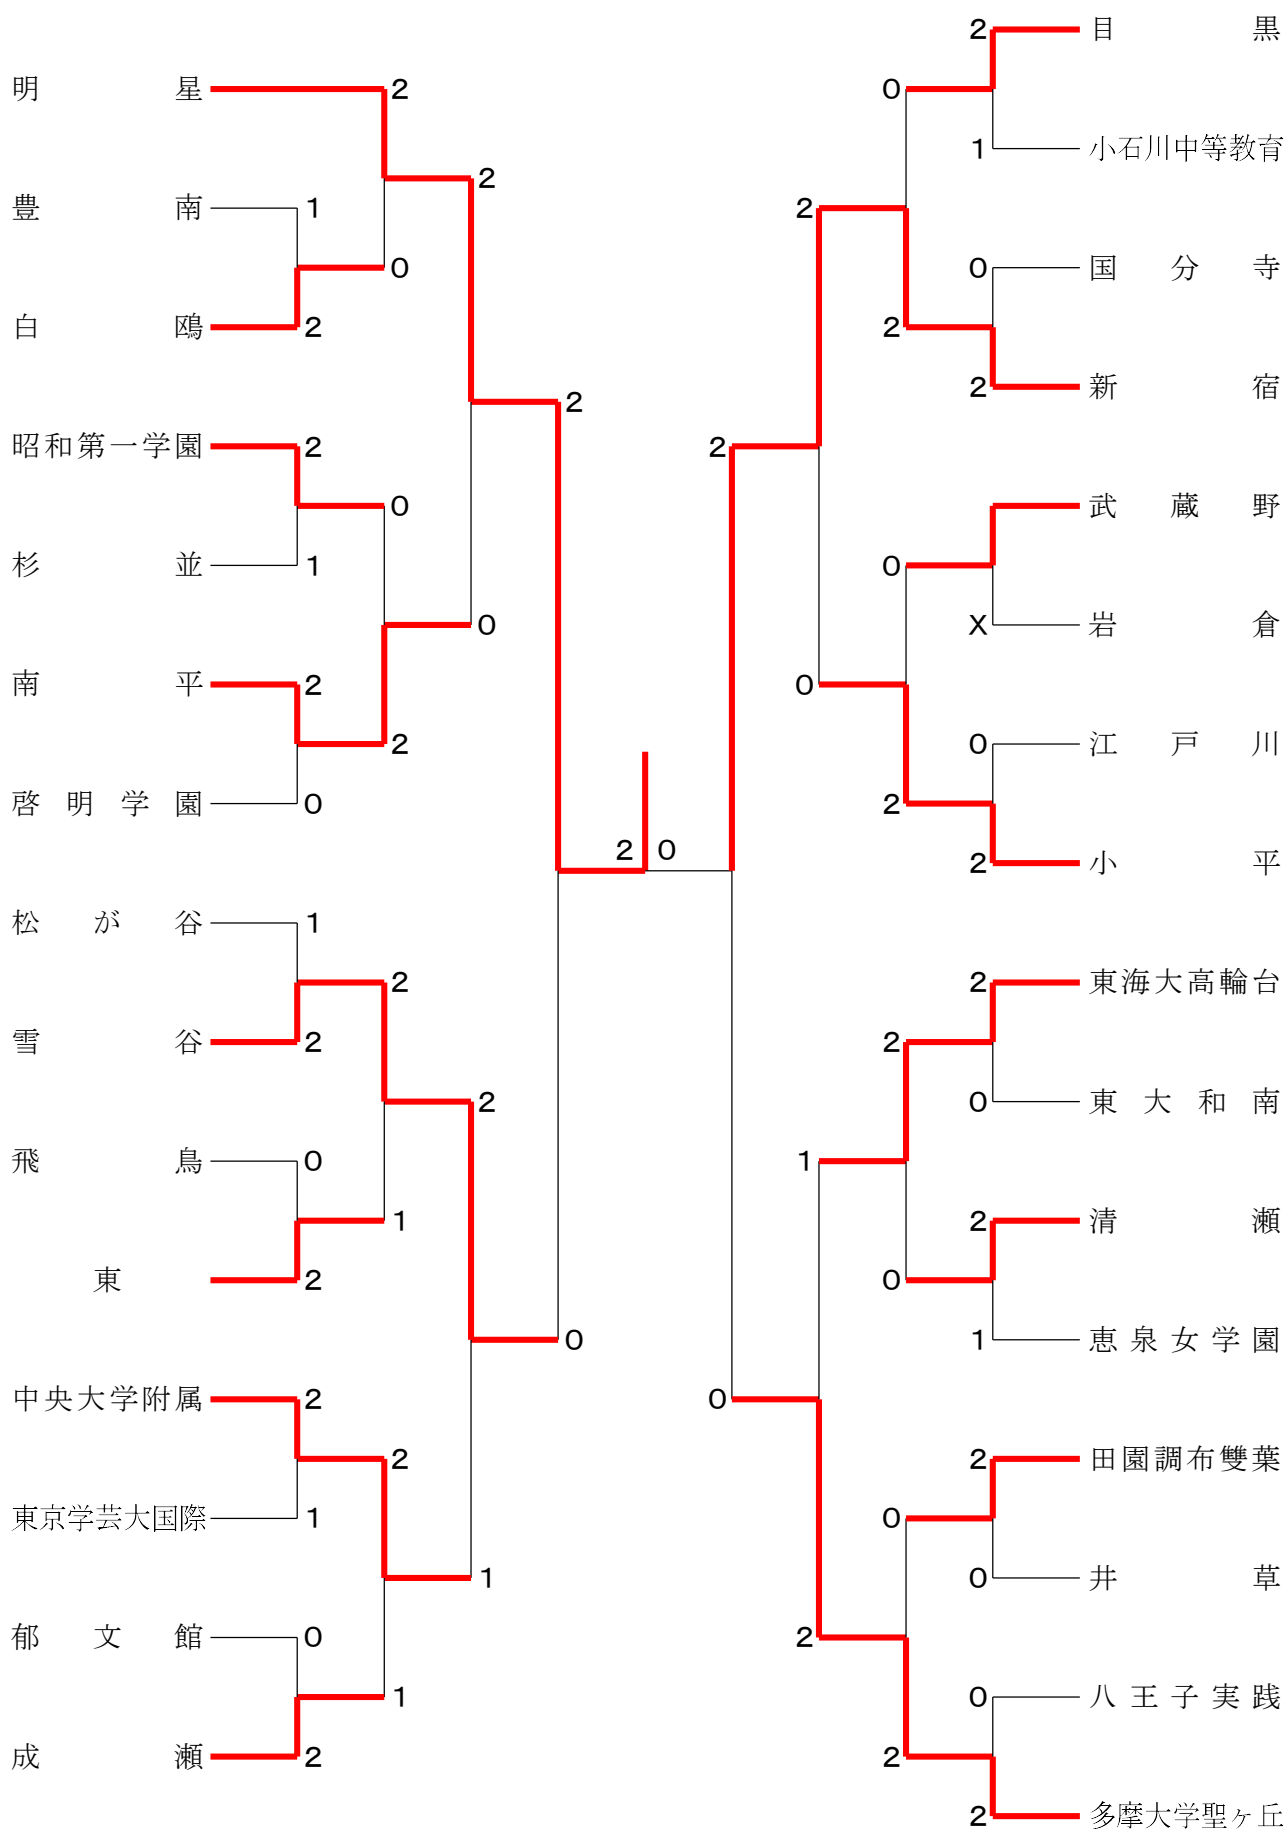 明星 2
2
豊南 1
0
白鴎 2
2
昭和第一学園 2
0
杉並 1
0
南平 2
2
啓明学園 0
松が谷 1
2
雪谷 2
2
飛鳥 0
1
東 2
0
中央大学附属 2
2
東京学芸大国際 1
1
郁文館 0
1
成瀬 2
2 0
2 目黒
0
1 小石川中等教育
2
0 国分寺
2
2 新宿
2
武蔵野
0
X 岩倉
0
0 江戸川
2
2 小平
2 東海大高輪台
2
0 東大和南
1
2 清瀬
0
1 恵泉女学園
0
2 田園調布雙葉
0
0 井草
2
0 八王子実践
2
2 多摩大学聖ヶ丘